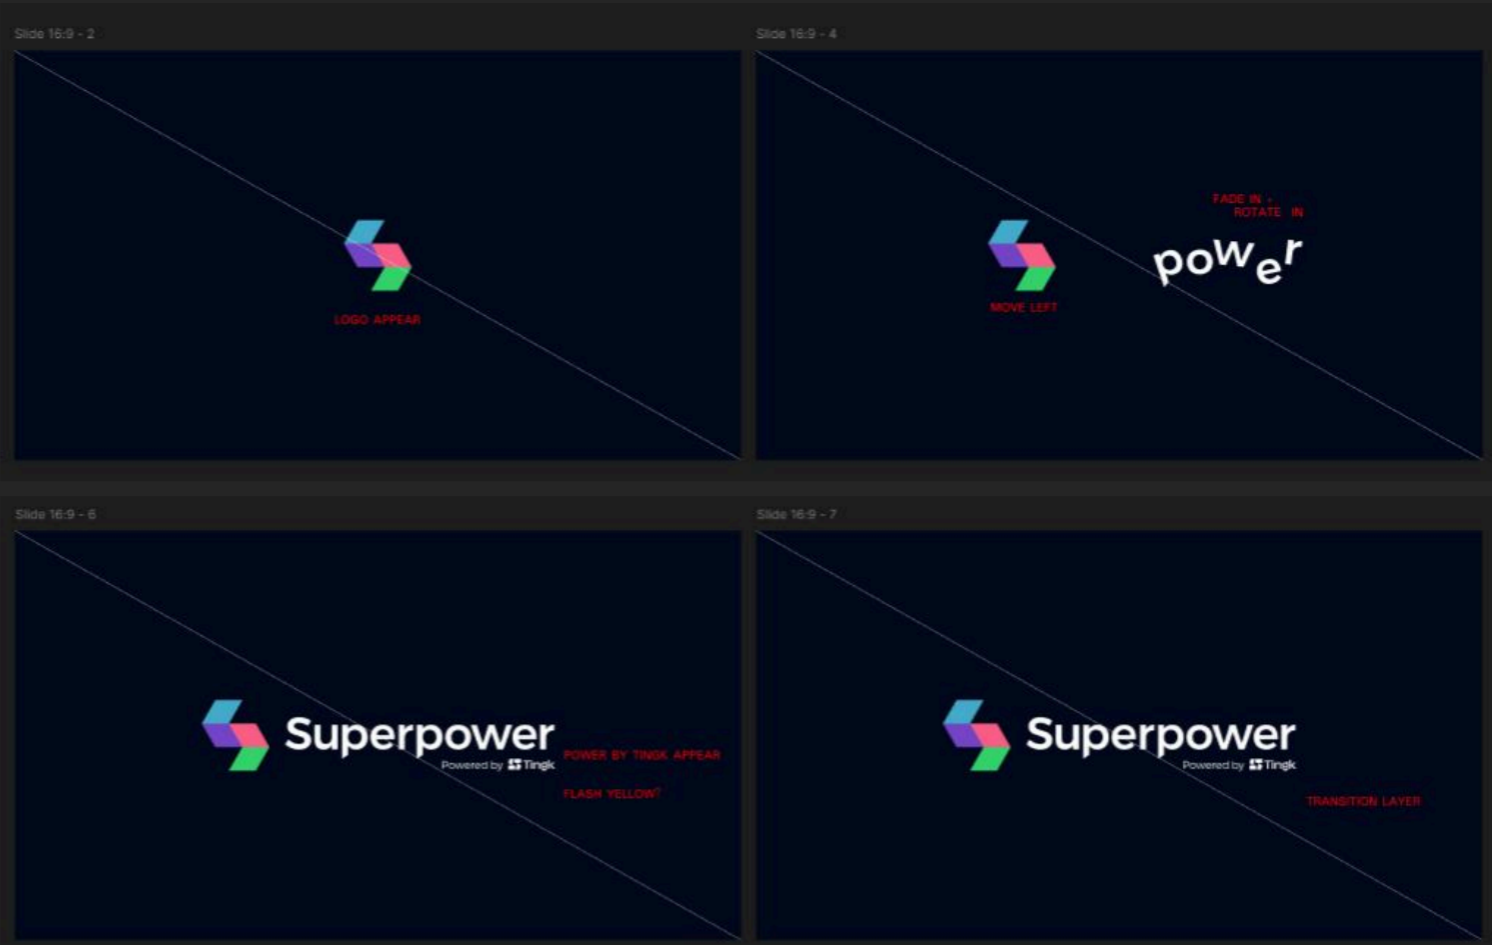 Slide 16:9 - 2
LOGO APPEAR
Slide 16:9 - 4
FADE IN +
ROTATE IN
power
MOVE LEFT
Slide 16:9 - 6
Superpower
Powered by Tingk
POWER BY TINGK APPEAR
FLASH YELLOW?
Slide 16:9 - 7
Superpower
Powered by Tingk
TRANSITION LAYER